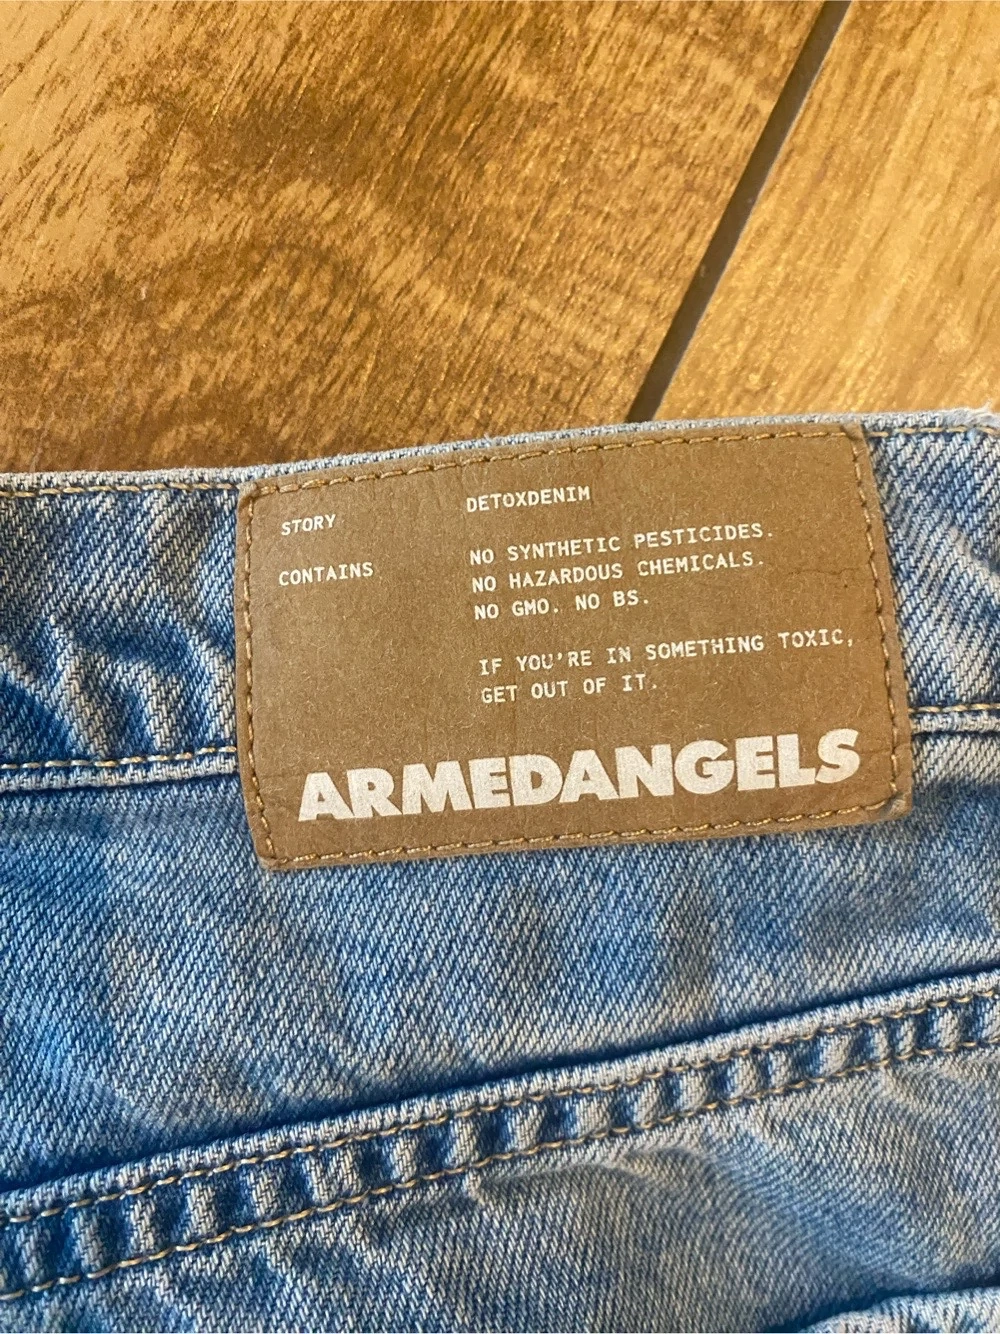 STORY DETOXDENIM
CONTAINS NO SYNTHETIC PESTICIDES.
NO HAZARDOUS CHEMICALS.
NO GMO. NO BS.
IF YOU'RE IN SOMETHING TOXIC,
GET OUT OF IT.
ARMEDANGELS